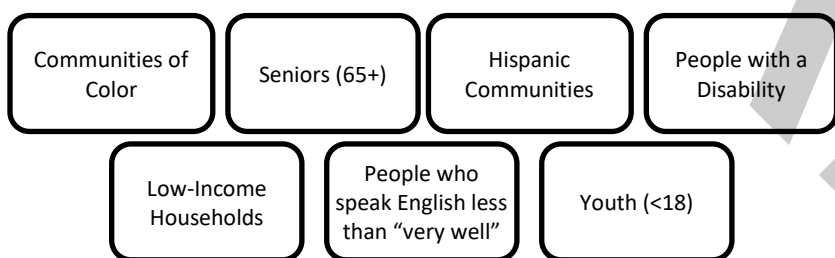 Communities of
Color
Seniors (65+)
Hispanic
Communities
People with a
Disability
Low-Income
Households
People who
speak English less
than “very well”
Youth (<18)